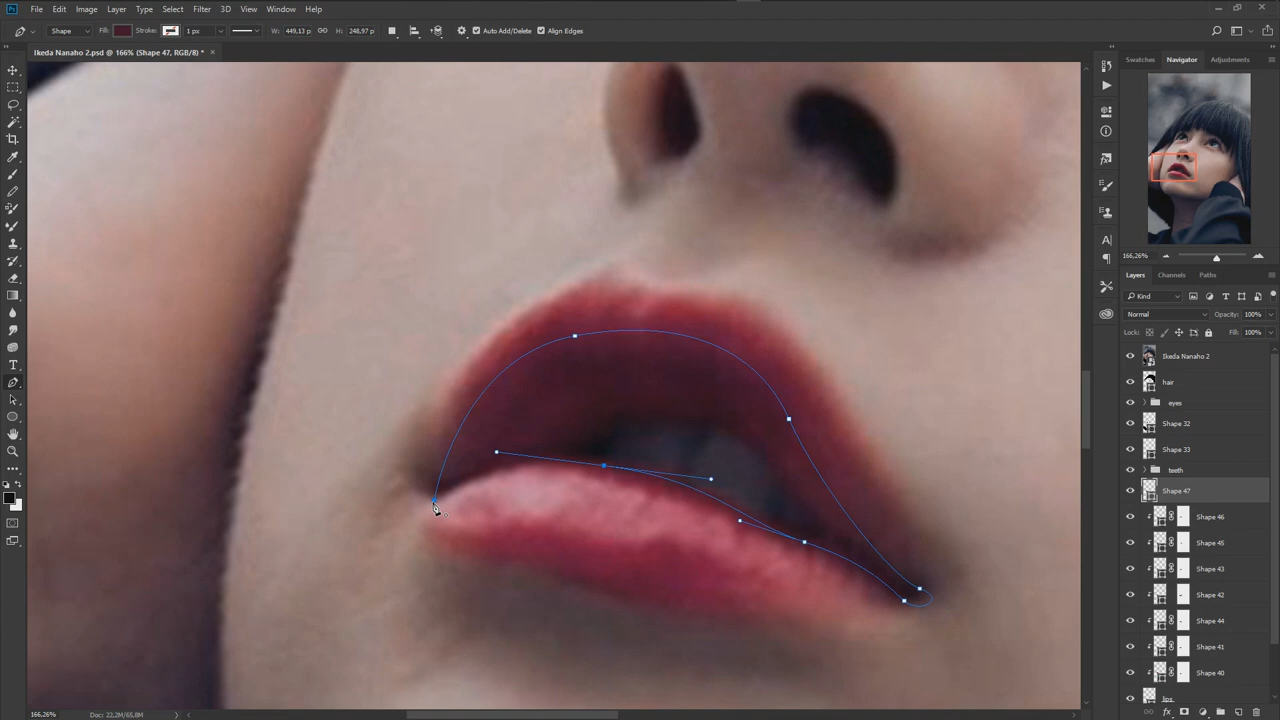 Ps File Edit Image Layer Type Select Filter 3D View Window Help
Shape Fill: Stroke: 1 px W: 449,13 p H: 248,97 p Auto Add/Delete Align Edges
Ikeda Nanaho 2.psd @ 166% (Shape 47, RGB/8) * ×
Swatches Navigator Adjustments
166,26%
Layers Channels Paths
Kind
Normal Opacity: 100%
Lock: Fill: 100%
Ikeda Nanaho 2
hair
eyes
Shape 32
Shape 33
teeth
Shape 47
Shape 46
Shape 45
Shape 43
Shape 42
Shape 44
Shape 41
Shape 40
lips
166,26% Doc: 22,2M/65,8M